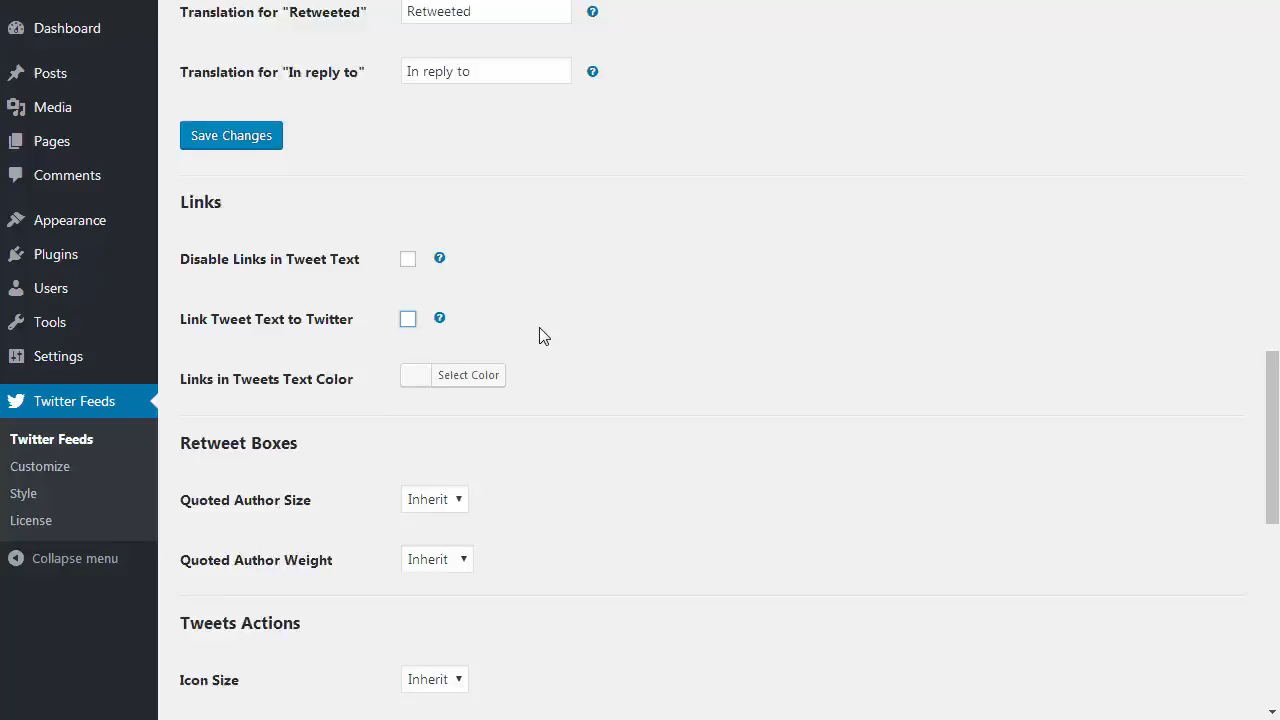 Dashboard
Posts
Media
Pages
Comments
Appearance
Plugins
Users
Tools
Settings
Twitter Feeds
Twitter Feeds
Customize
Style
License
Collapse menu
Translation for "Retweeted" Retweeted ?
Translation for "In reply to" In reply to ?
Save Changes
Links
Disable Links in Tweet Text ?
Link Tweet Text to Twitter ?
Links in Tweets Text Color Select Color
Retweet Boxes
Quoted Author Size Inherit
Quoted Author Weight Inherit
Tweets Actions
Icon Size Inherit